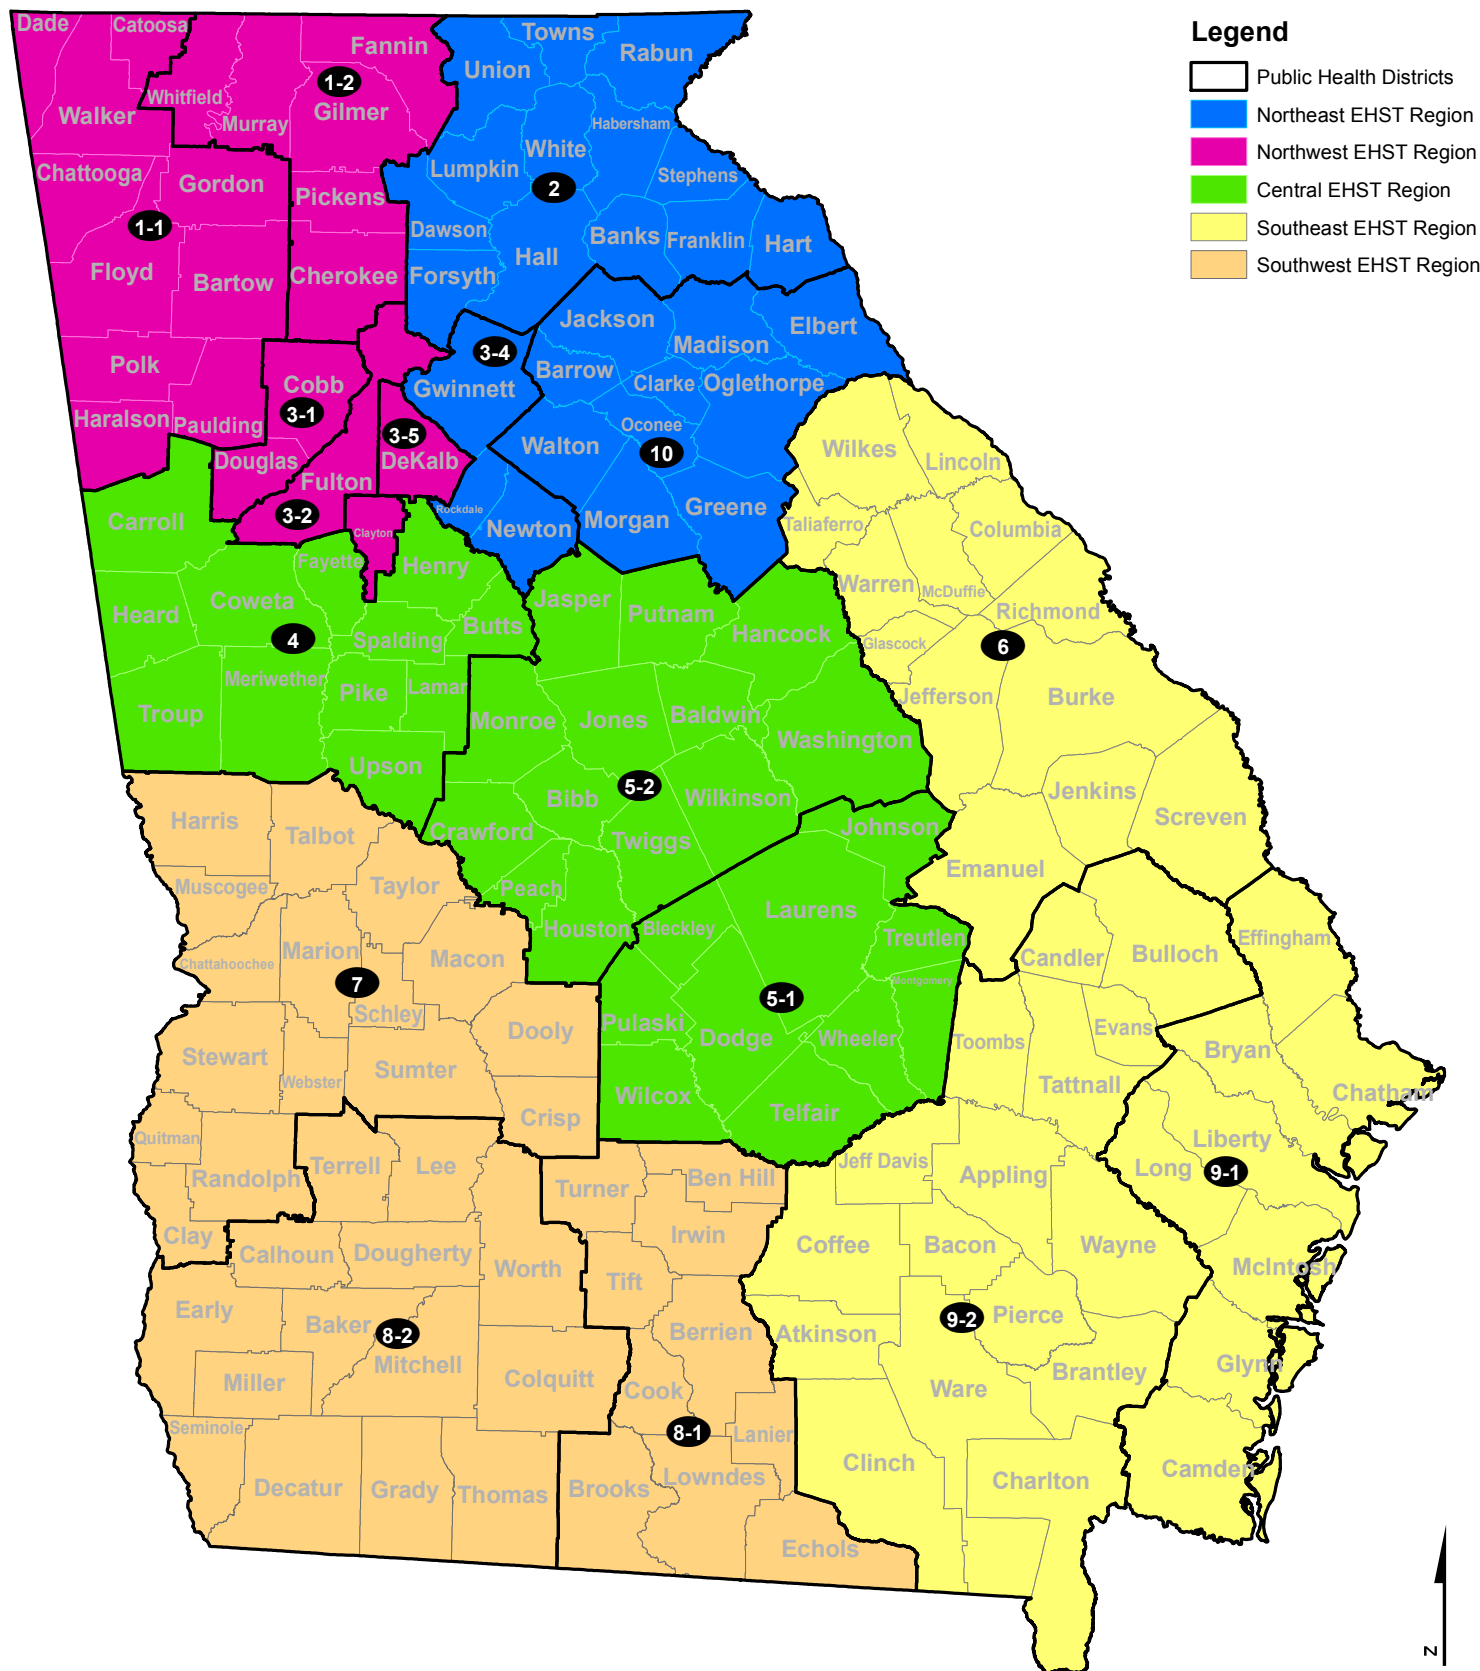 Legend
Public Health Districts
Northeast EHST Region
Northwest EHST Region
Central EHST Region
Southeast EHST Region
Southwest EHST Region
Dade
Catoosa
Fannin
Towns
Rabun
Union
1-2
Whitfield
Gilmer
Walker
Murray
Habersham
White
Lumpkin
Chattooga
Gordon
Pickens
Stephens
2
1-1
Dawson
Banks
Franklin
Hart
Hall
Floyd
Bartow
Cherokee
Forsyth
Jackson
Elbert
Madison
3-4
Polk
Cobb
Gwinnett
Barrow
Clarke
Oglethorpe
3-1
Haralson
Paulding
3-5
Oconee
Walton
10
Wilkes
Douglas
DeKalb
Lincoln
Fulton
3-2
Rockdale
Greene
Carroll
Clayton
Newton
Morgan
Taliaferro
Columbia
Fayette
Henry
Warren
McDuffie
Heard
Coweta
Jasper
Putnam
Richmond
4
Spalding
Butts
Hancock
Glascock
6
Meriwether
Pike
Lamar
Jefferson
Burke
Troup
Monroe
Jones
Baldwin
Washington
Upson
5-2
Bibb
Wilkinson
Jenkins
Screven
Harris
Talbot
Crawford
Twiggs
Johnson
Emanuel
Muscogee
Taylor
Peach
Laurens
Houston
Bleckley
Treutlen
Effingham
Marion
Macon
Candler
Bulloch
Chattahoochee
7
Montgomery
5-1
Schley
Pulaski
Dooly
Dodge
Wheeler
Toombs
Evans
Bryan
Stewart
Webster
Sumter
Tattnall
Chatham
Wilcox
Telfair
Crisp
Quitman
Liberty
Terrell
Lee
Jeff Davis
Appling
Long
9-1
Randolph
Turner
Ben Hill
Clay
Irwin
Calhoun
Dougherty
Coffee
Bacon
Wayne
Worth
Tift
McIntosh
Early
Baker
8-2
Berrien
Atkinson
9-2
Pierce
Mitchell
Glynn
Miller
Colquitt
Cook
Ware
Brantley
Seminole
8-1
Lanier
Decatur
Grady
Thomas
Brooks
Lowndes
Clinch
Charlton
Camden
Echols
N